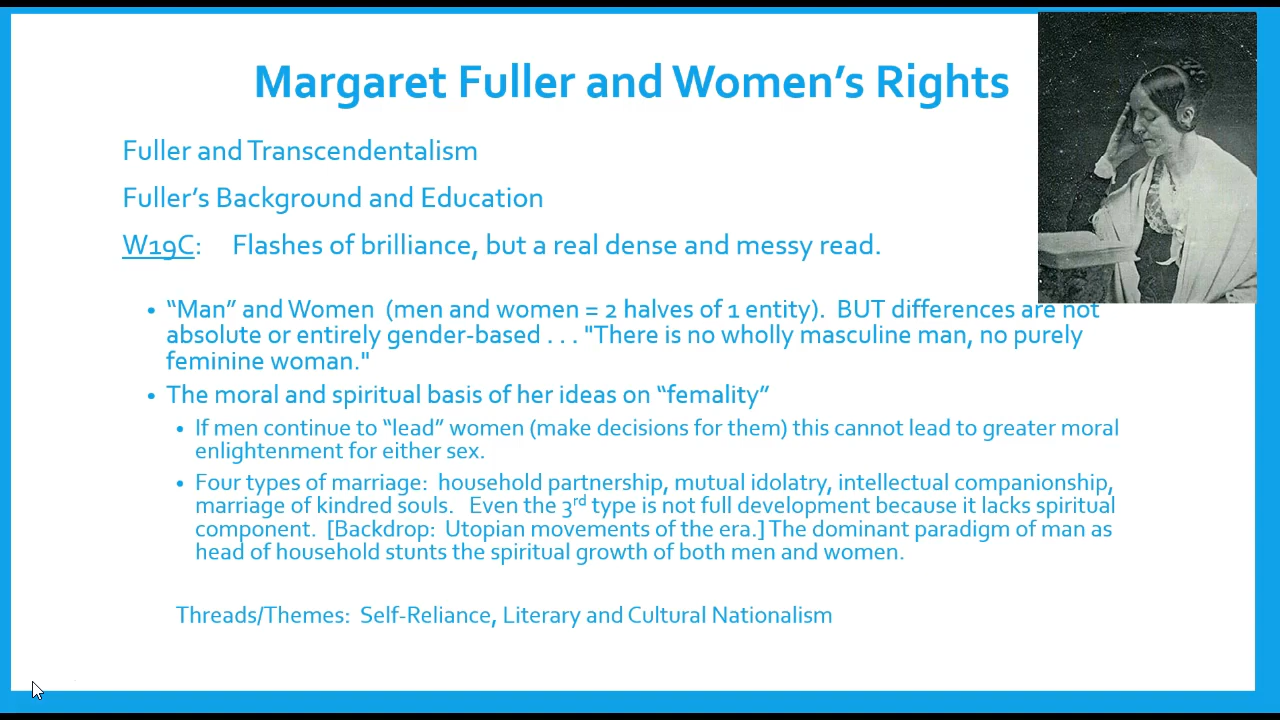 Margaret Fuller and Women’s Rights
Fuller and Transcendentalism
Fuller’s Background and Education
W19C: Flashes of brilliance, but a real dense and messy read.
• “Man” and Women (men and women = 2 halves of 1 entity). BUT differences are not
absolute or entirely gender-based . . . "There is no wholly masculine man, no purely
feminine woman."
• The moral and spiritual basis of her ideas on “femality”
• If men continue to “lead” women (make decisions for them) this cannot lead to greater moral
enlightenment for either sex.
• Four types of marriage: household partnership, mutual idolatry, intellectual companionship,
marriage of kindred souls. Even the 3rd type is not full development because it lacks spiritual
component. [Backdrop: Utopian movements of the era.] The dominant paradigm of man as
head of household stunts the spiritual growth of both men and women.
Threads/Themes: Self-Reliance, Literary and Cultural Nationalism